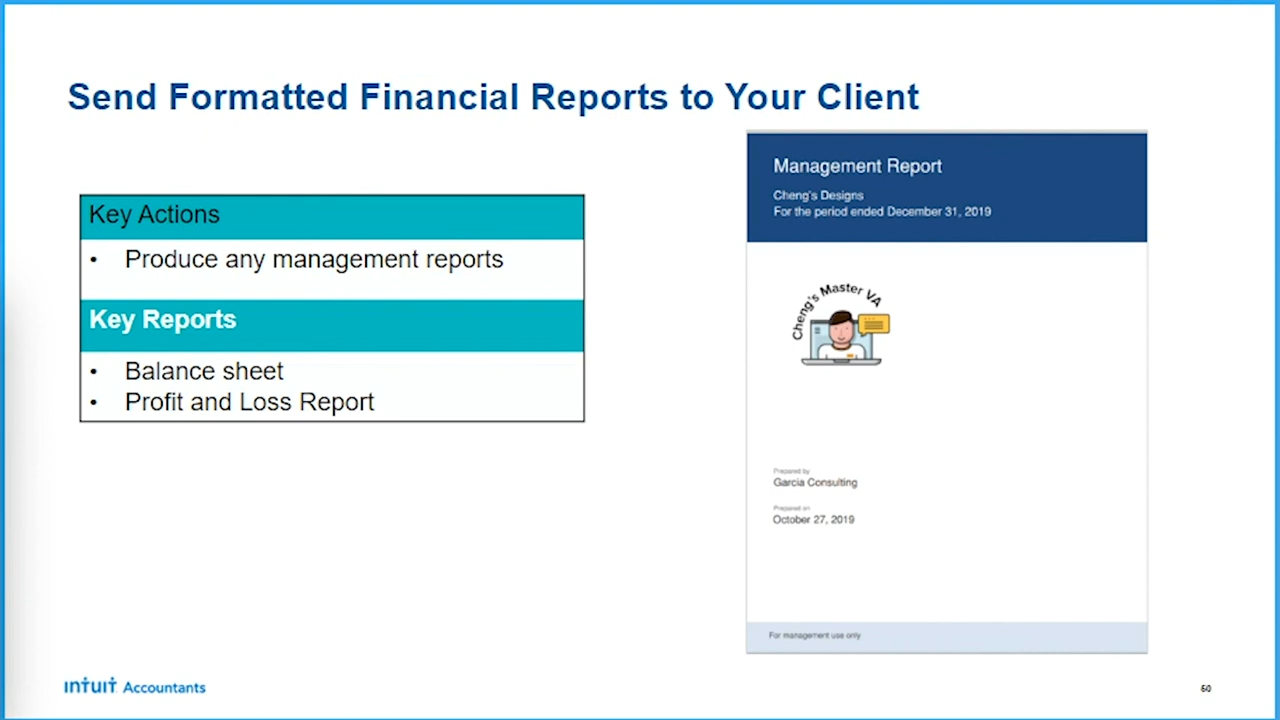 Send Formatted Financial Reports to Your Client
Key Actions
• Produce any management reports
Key Reports
• Balance sheet
• Profit and Loss Report
Management Report
Cheng's Designs
For the period ended December 31, 2019
Cheng's Master VA
Prepared by
Garcia Consulting
Prepared on
October 27, 2019
For management use only
ıntuıt Accountants
60